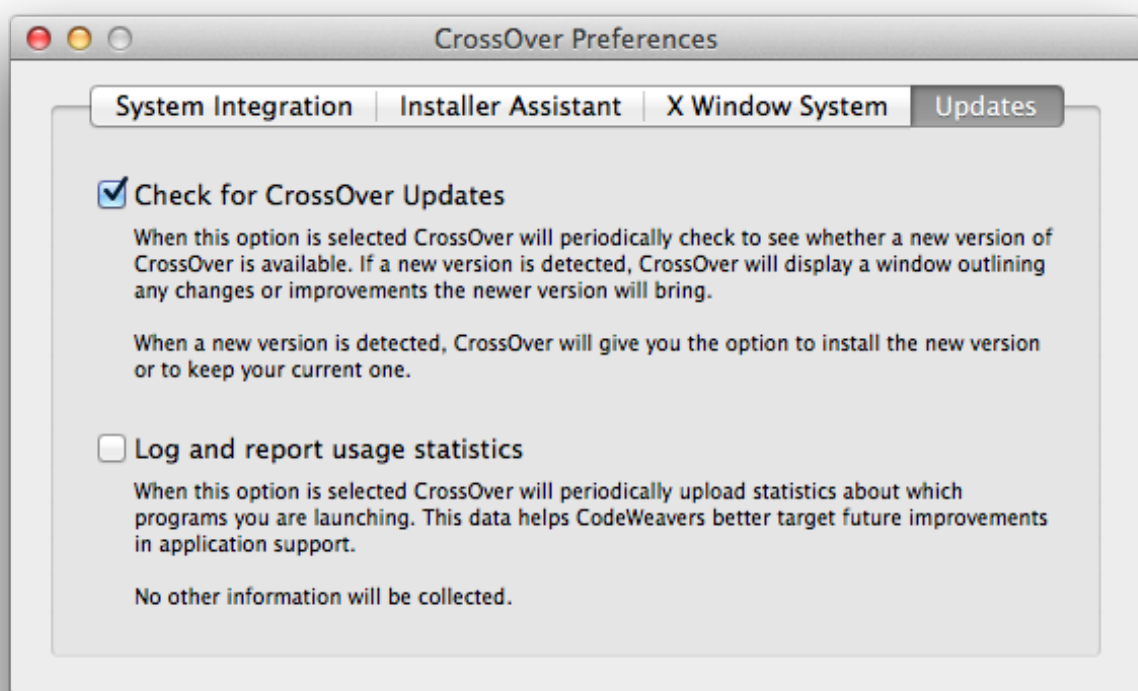 CrossOver Preferences
System Integration Installer Assistant X Window System Updates
Check for CrossOver Updates
When this option is selected CrossOver will periodically check to see whether a new version of
CrossOver is available. If a new version is detected, CrossOver will display a window outlining
any changes or improvements the newer version will bring.
When a new version is detected, CrossOver will give you the option to install the new version
or to keep your current one.
Log and report usage statistics
When this option is selected CrossOver will periodically upload statistics about which
programs you are launching. This data helps CodeWeavers better target future improvements
in application support.
No other information will be collected.